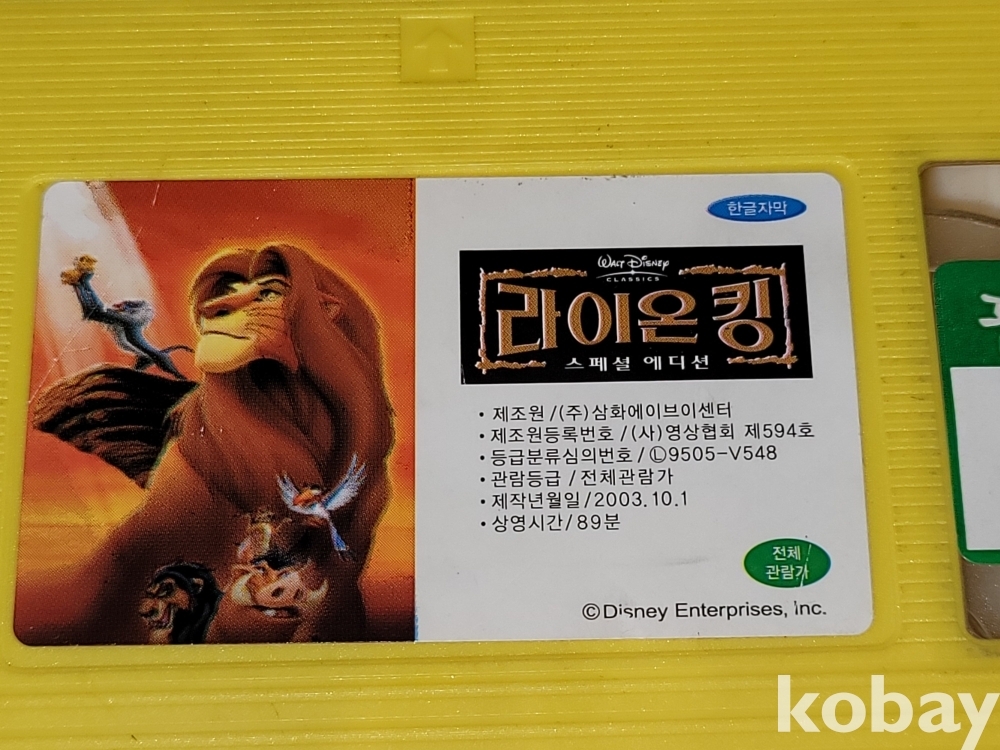 한글자막
WALT DISNEY
CLASSICS
라이온 킹
스페셜 에디션
• 제조원/(주)삼화에이브이센터
• 제조원등록번호/(사)영상협회 제594호
• 등급분류심의번호/Ⓛ9505-V548
• 관람등급/전체관람가
• 제작년월일/2003.10.1
• 상영시간/89분
전체
관람가
©Disney Enterprises, Inc.
kobay